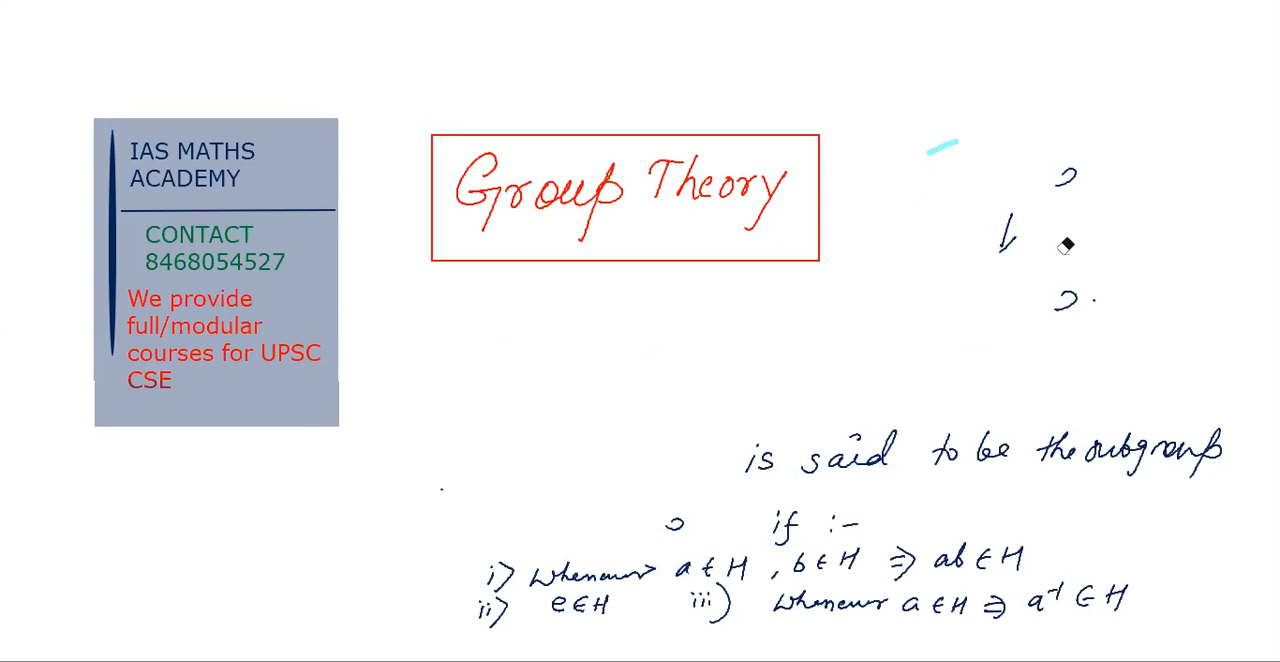 IAS MATHS
ACADEMY
CONTACT
8468054527
We provide
full/modular
courses for UPSC
CSE
Group Theory
is said to be the subgroup
if :-
i) Whenever a ∈ H , b ∈ H ⇒ ab ∈ H
ii) e ∈ H iii) Whenever a ∈ H ⇒ a⁻¹ ∈ H